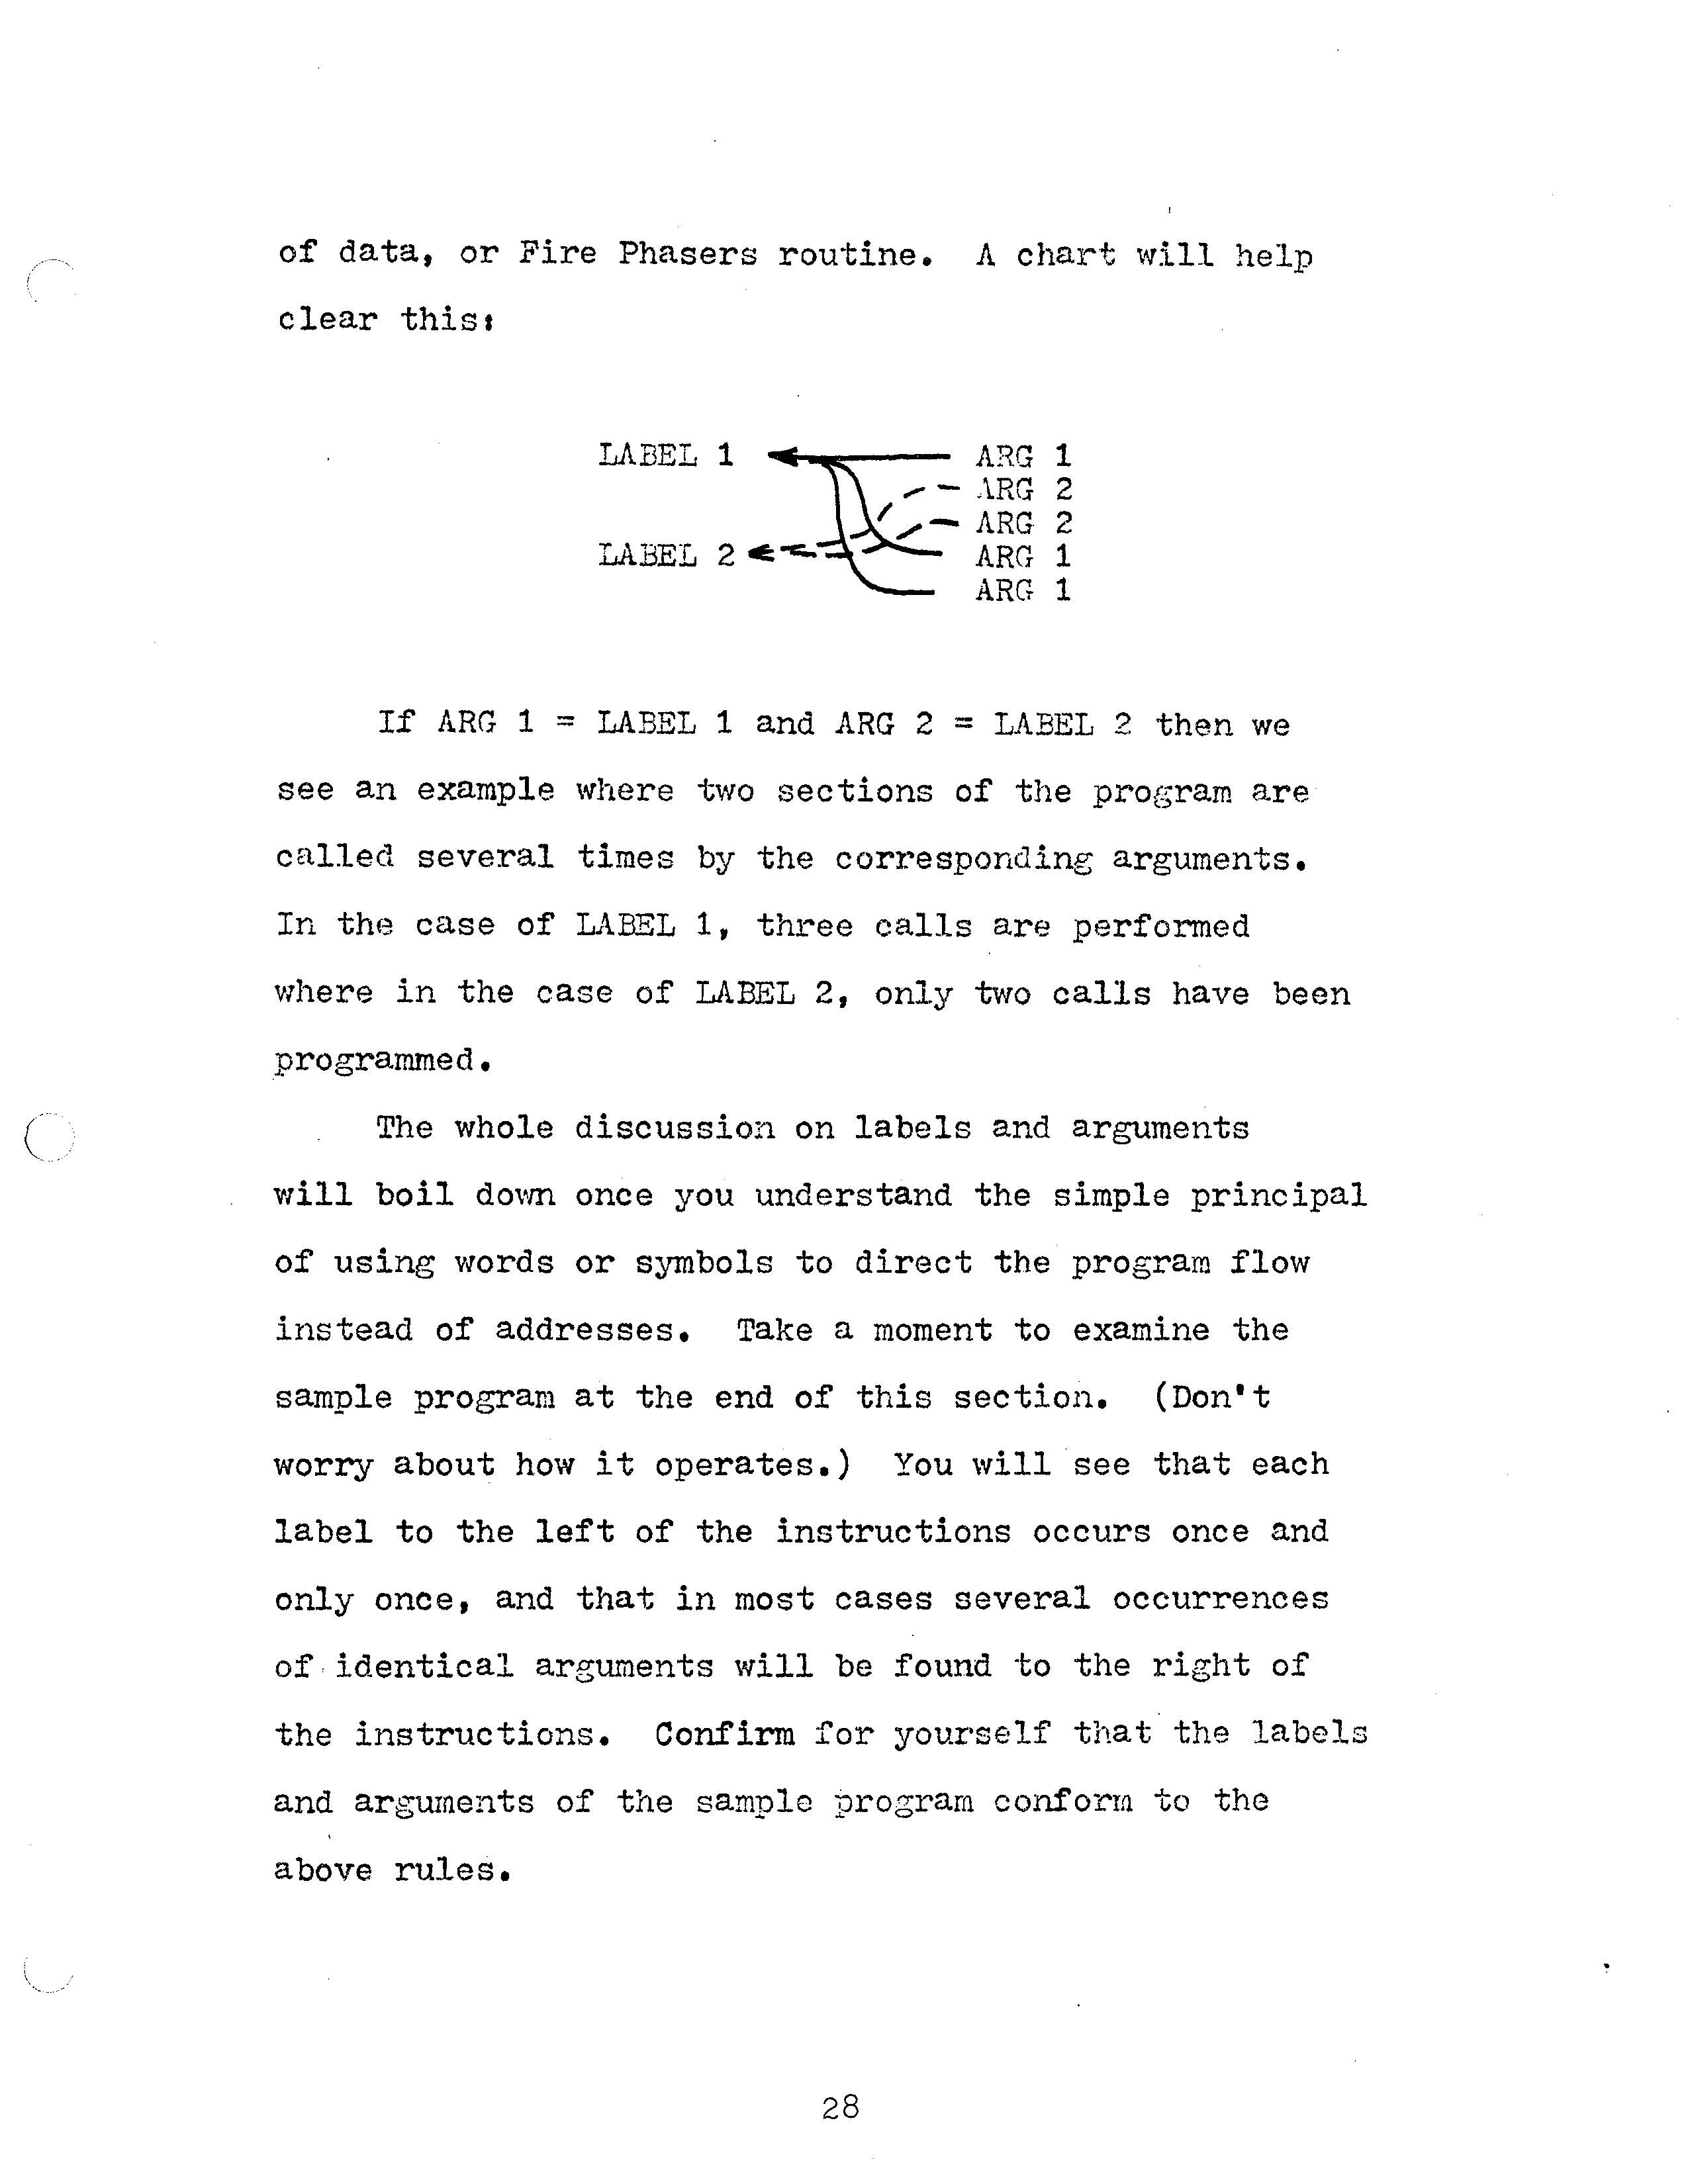 of data, or Fire Phasers routine.  A chart will help
clear this:
LABEL 1 ARG 1
ARG 2
ARG 2
LABEL 2 ARG 1
ARG 1
If ARG 1 = LABEL 1 and ARG 2 = LABEL 2 then we
see an example where two sections of the program are
called several times by the corresponding arguments.
In the case of LABEL 1, three calls are performed
where in the case of LABEL 2, only two calls have been
programmed.
The whole discussion on labels and arguments
will boil down once you understand the simple principal
of using words or symbols to direct the program flow
instead of addresses.  Take a moment to examine the
sample program at the end of this section.  (Don't
worry about how it operates.)  You will see that each
label to the left of the instructions occurs once and
only once, and that in most cases several occurrences
of identical arguments will be found to the right of
the instructions.  Confirm for yourself that the labels
and arguments of the sample program conform to the
above rules.
28